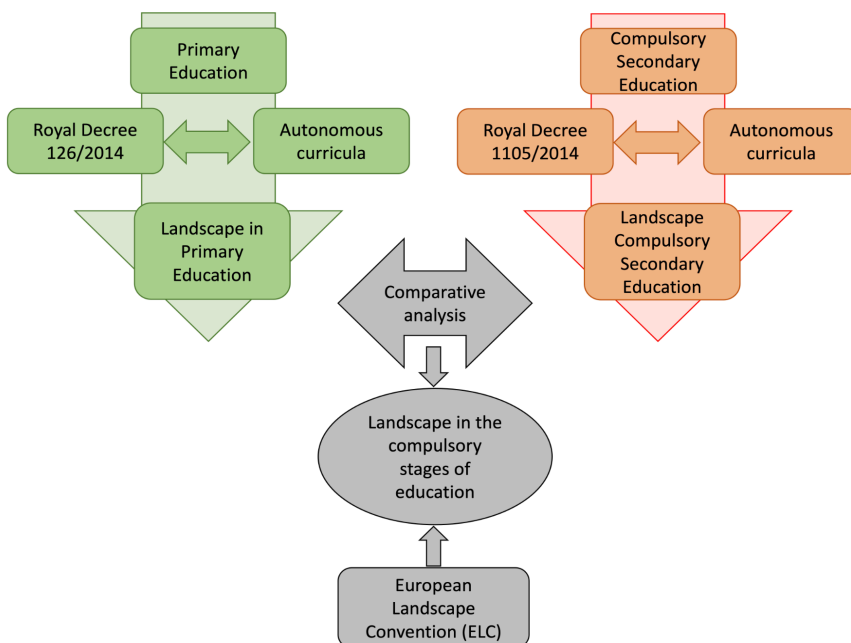 Primary
Education
Royal Decree
126/2014
Autonomous
curricula
Landscape in
Primary
Education
Compulsory
Secondary
Education
Royal Decree
1105/2014
Autonomous
curricula
Landscape
Compulsory
Secondary
Education
Comparative
analysis
Landscape in the
compulsory
stages of
education
European
Landscape
Convention (ELC)